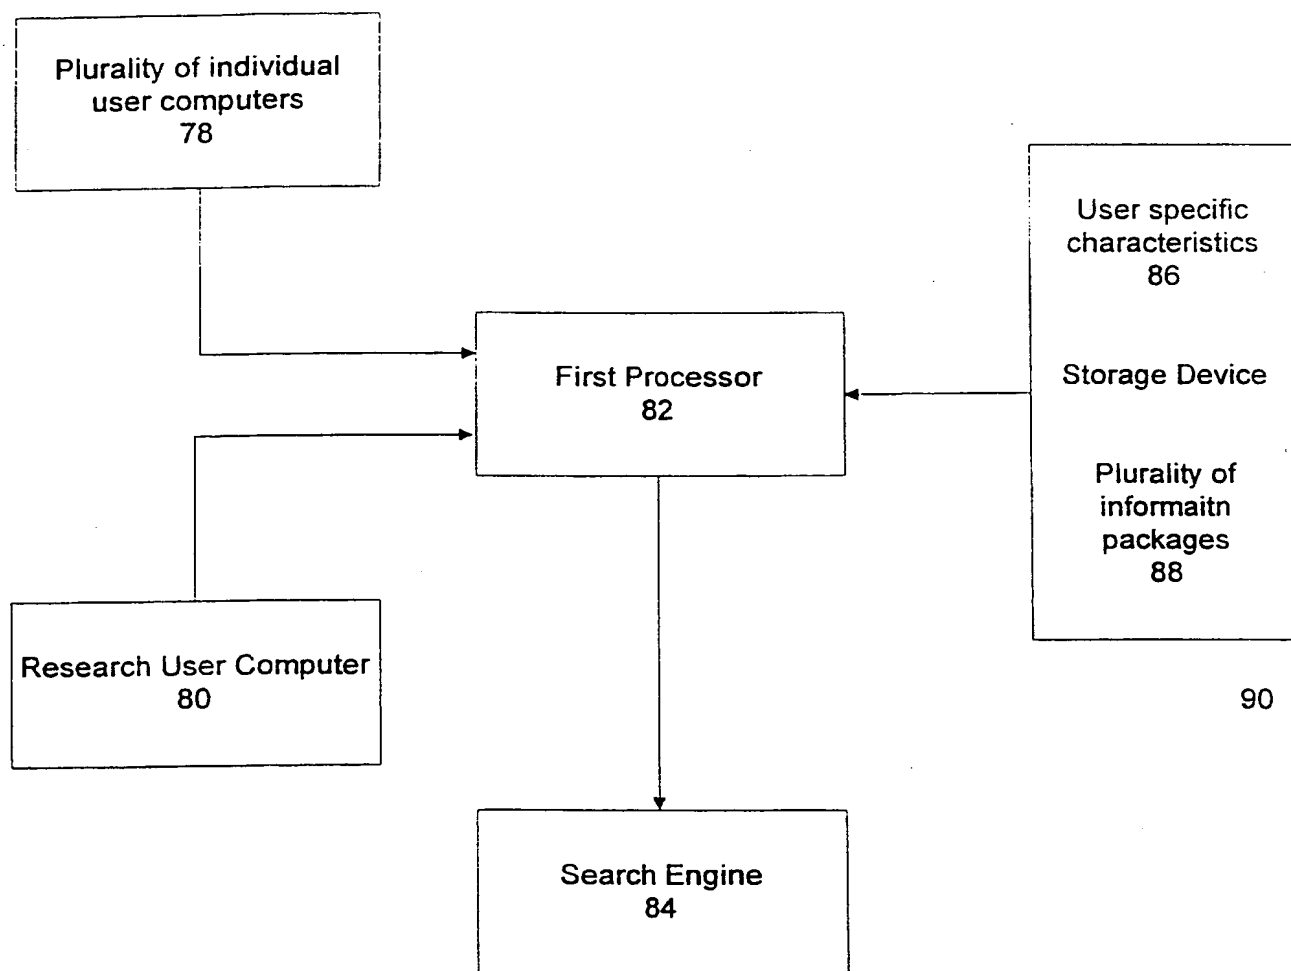 Plurality of individual
user computers
78
User specific
characteristics
86
First Processor
82
Storage Device
Plurality of
informaitn
packages
88
Research User Computer
80
90
Search Engine
84